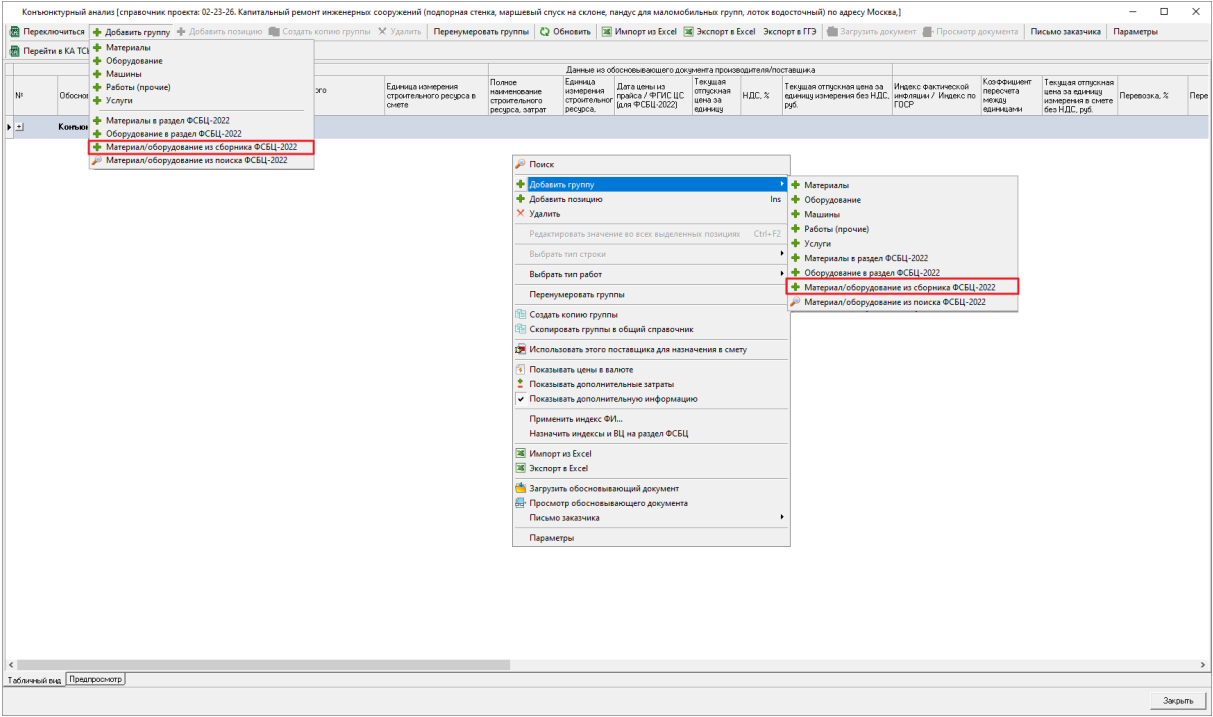 Конъюнктурный анализ [справочник проекта: 02-23-26. Капитальный ремонт инженерных сооружений (подпорная стенка, маршевый спуск на склоне, пандус для маломобильных групп, лоток водосточный) по адресу Москва,]
Переключиться Добавить группу Добавить позицию Создать копию группы Удалить Перенумеровать группы Обновить Импорт из Excel Экспорт в Excel Экспорт в ГГЭ Загрузить документ Просмотр документа Письмо заказчика Параметры
Перейти в КА
Материалы
Оборудование
Машины
Работы (прочие)
Услуги
Материалы в раздел ФСБЦ-2022
Оборудование в раздел ФСБЦ-2022
Материал/оборудование из сборника ФСБЦ-2022
Материал/оборудование из поиска ФСБЦ-2022
Данные из обосновывающего документа производителя/поставщика
№
Обоснов
ого
Единица измерения
строительного ресурса в
смете
Полное
наименование
строительного
ресурса, затрат
Единица
измерения
строительног
ресурса,
Дата цены из
прайса / ФГИС ЦС
(для ФСБЦ-2022)
Текущая
отпускная
цена за
единицу
НДС, %
Текущая отпускная цена за
единицу измерения без НДС,
руб.
Индекс фактической
инфляции / Индекс по
ГОСР
Коэффициент
пересчета
между
единицами
Текущая отпускная
цена за единицу
измерения в смете
без НДС, руб.
Перевозка, %
Пере
Конъюн
Поиск
Добавить группу
Добавить позицию Ins
Удалить
Редактировать значение во всех выделенных позициях Ctrl+F2
Выбрать тип строки
Выбрать тип работ
Перенумеровать группы
Создать копию группы
Скопировать группы в общий справочник
Использовать этого поставщика для назначения в смету
Показывать цены в валюте
Показывать дополнительные затраты
Показывать дополнительную информацию
Применить индекс ФИ...
Назначить индексы и ВЦ на раздел ФСБЦ
Импорт из Excel
Экспорт в Excel
Загрузить обосновывающий документ
Просмотр обосновывающего документа
Письмо заказчика
Параметры
Материалы
Оборудование
Машины
Работы (прочие)
Услуги
Материалы в раздел ФСБЦ-2022
Оборудование в раздел ФСБЦ-2022
Материал/оборудование из сборника ФСБЦ-2022
Материал/оборудование из поиска ФСБЦ-2022
Табличный вид Предпросмотр
Закрыть